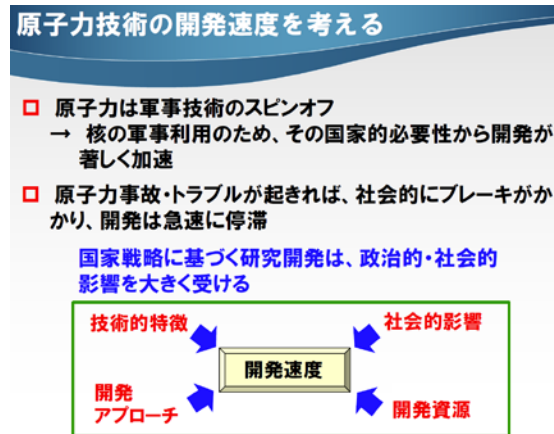 原子力技術の開発速度を考える
原子力は軍事技術のスピンオフ
→ 核の軍事利用のため、その国家的必要性から開発が
著しく加速
原子力事故・トラブルが起きれば、社会的にブレーキがか
かり、開発は急速に停滞
国家戦略に基づく研究開発は、政治的・社会的
影響を大きく受ける
技術的特徴
社会的影響
開発速度
開発
アプローチ
開発資源